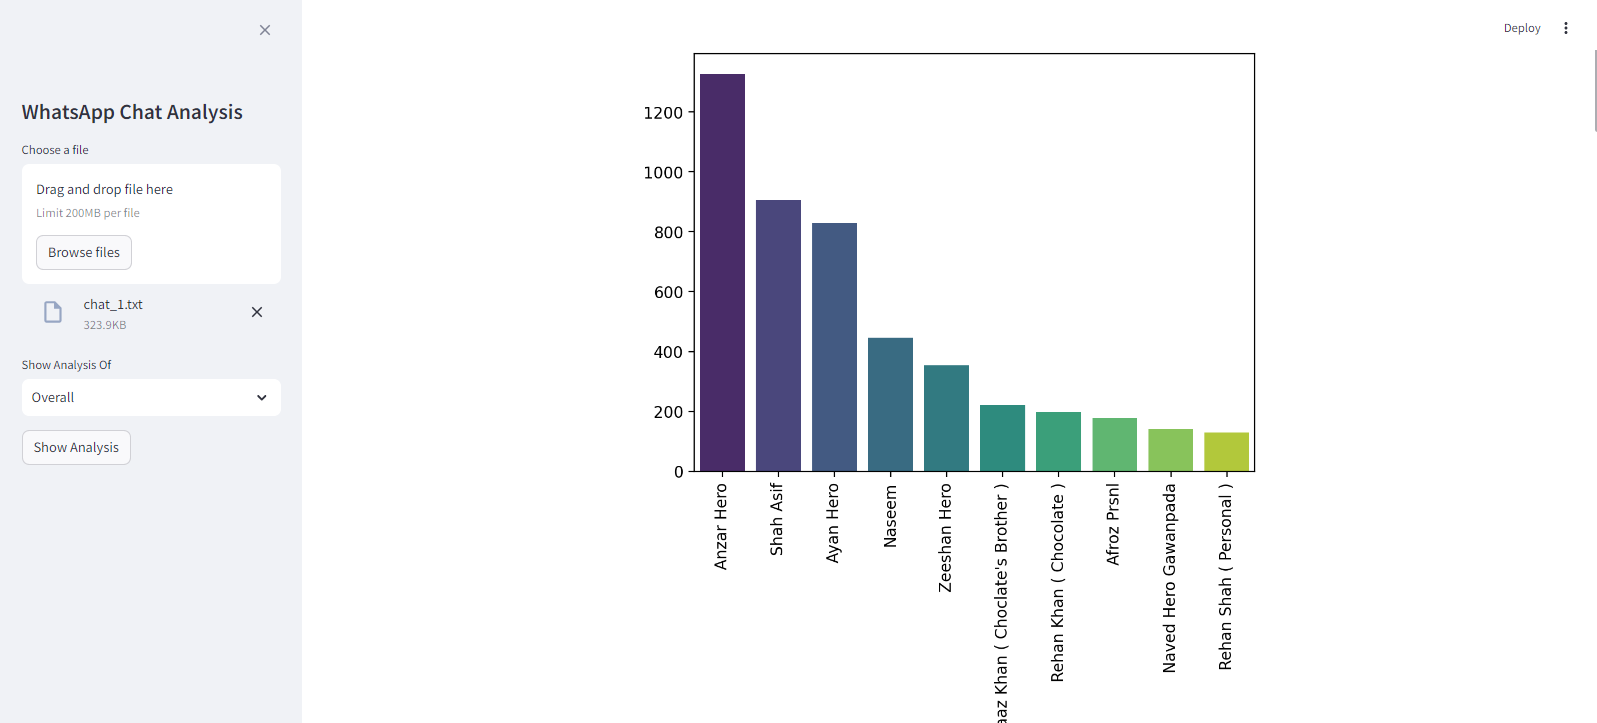 Deploy
WhatsApp Chat Analysis
Choose a file
Drag and drop file here
Limit 200MB per file
Browse files
chat_1.txt
323.9KB
Show Analysis Of
Overall
Show Analysis
1200
1000
800
600
400
200
0
Anzar Hero
Shah Asif
Ayan Hero
Naseem
Zeeshan Hero
Khan ( Choclate's Brother )
Rehan Khan ( Chocolate )
Afroz Prsnl
Naved Hero Gawanpada
Rehan Shah ( Personal )